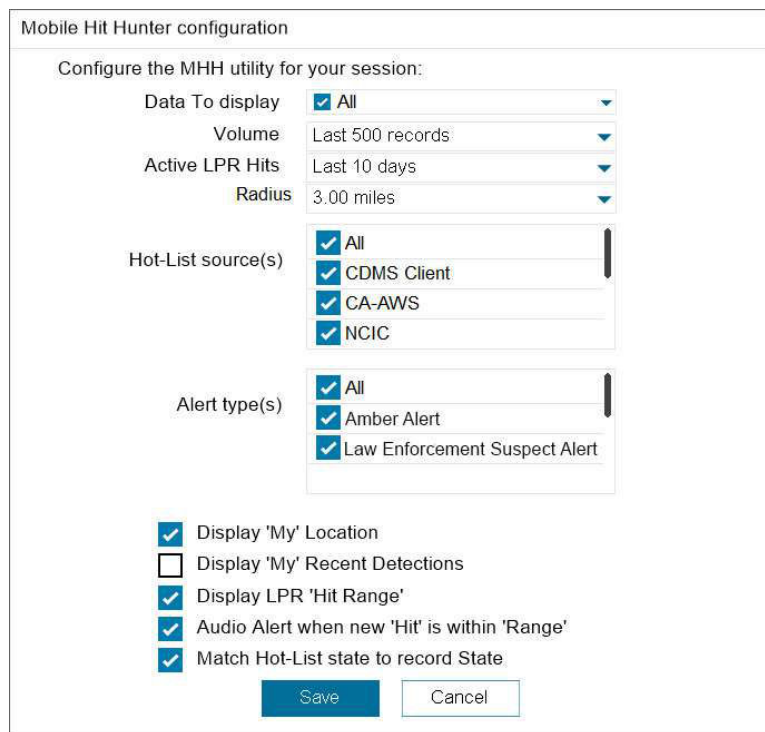 Mobile Hit Hunter configuration
Configure the MHH utility for your session:
Data To display All
Volume Last 500 records
Active LPR Hits Last 10 days
Radius 3.00 miles
Hot-List source(s)
All
CDMS Client
CA-AWS
NCIC
Alert type(s)
All
Amber Alert
Law Enforcement Suspect Alert
Display 'My' Location
Display 'My' Recent Detections
Display LPR 'Hit Range'
Audio Alert when new 'Hit' is within 'Range'
Match Hot-List state to record State
Save Cancel